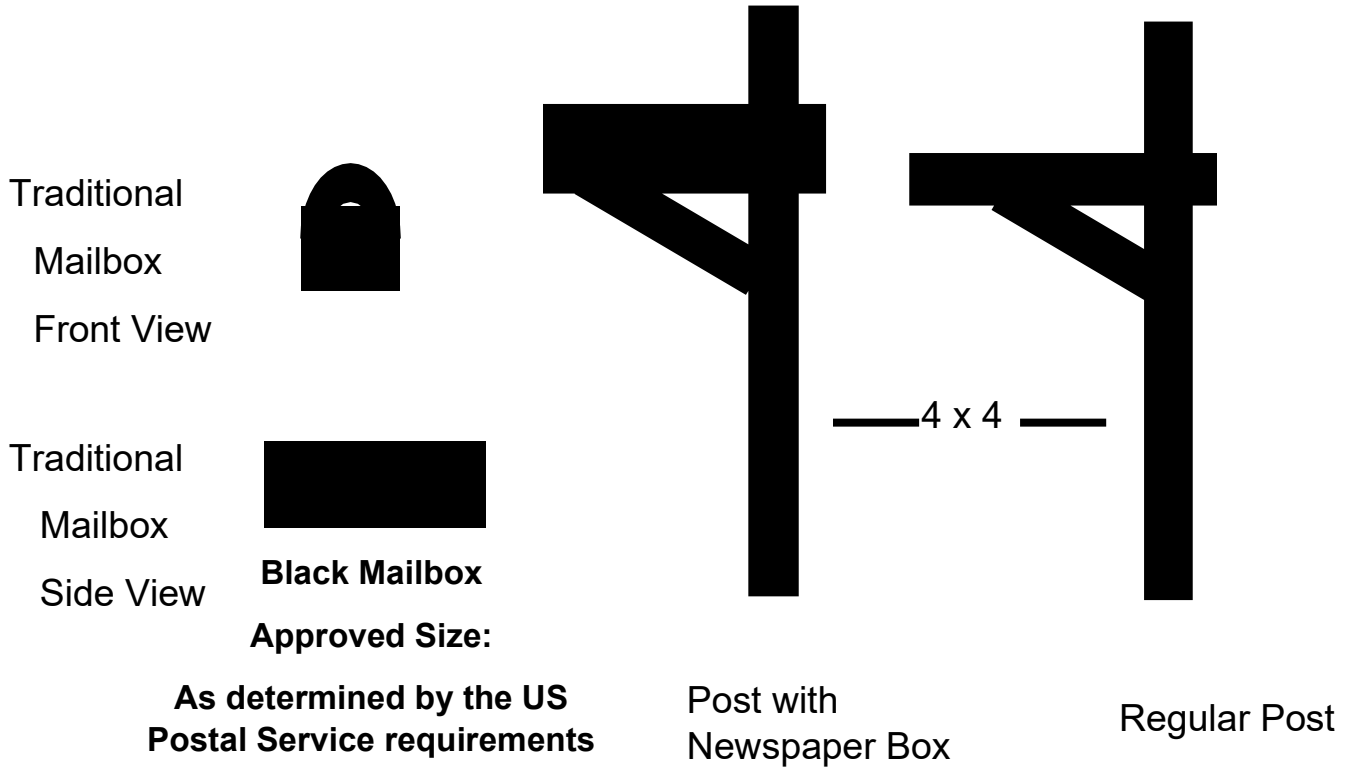 Traditional
Mailbox
Front View
4 x 4
Traditional
Mailbox
Side View
Black Mailbox
Approved Size:
As determined by the US
Postal Service requirements
Post with
Newspaper Box
Regular Post